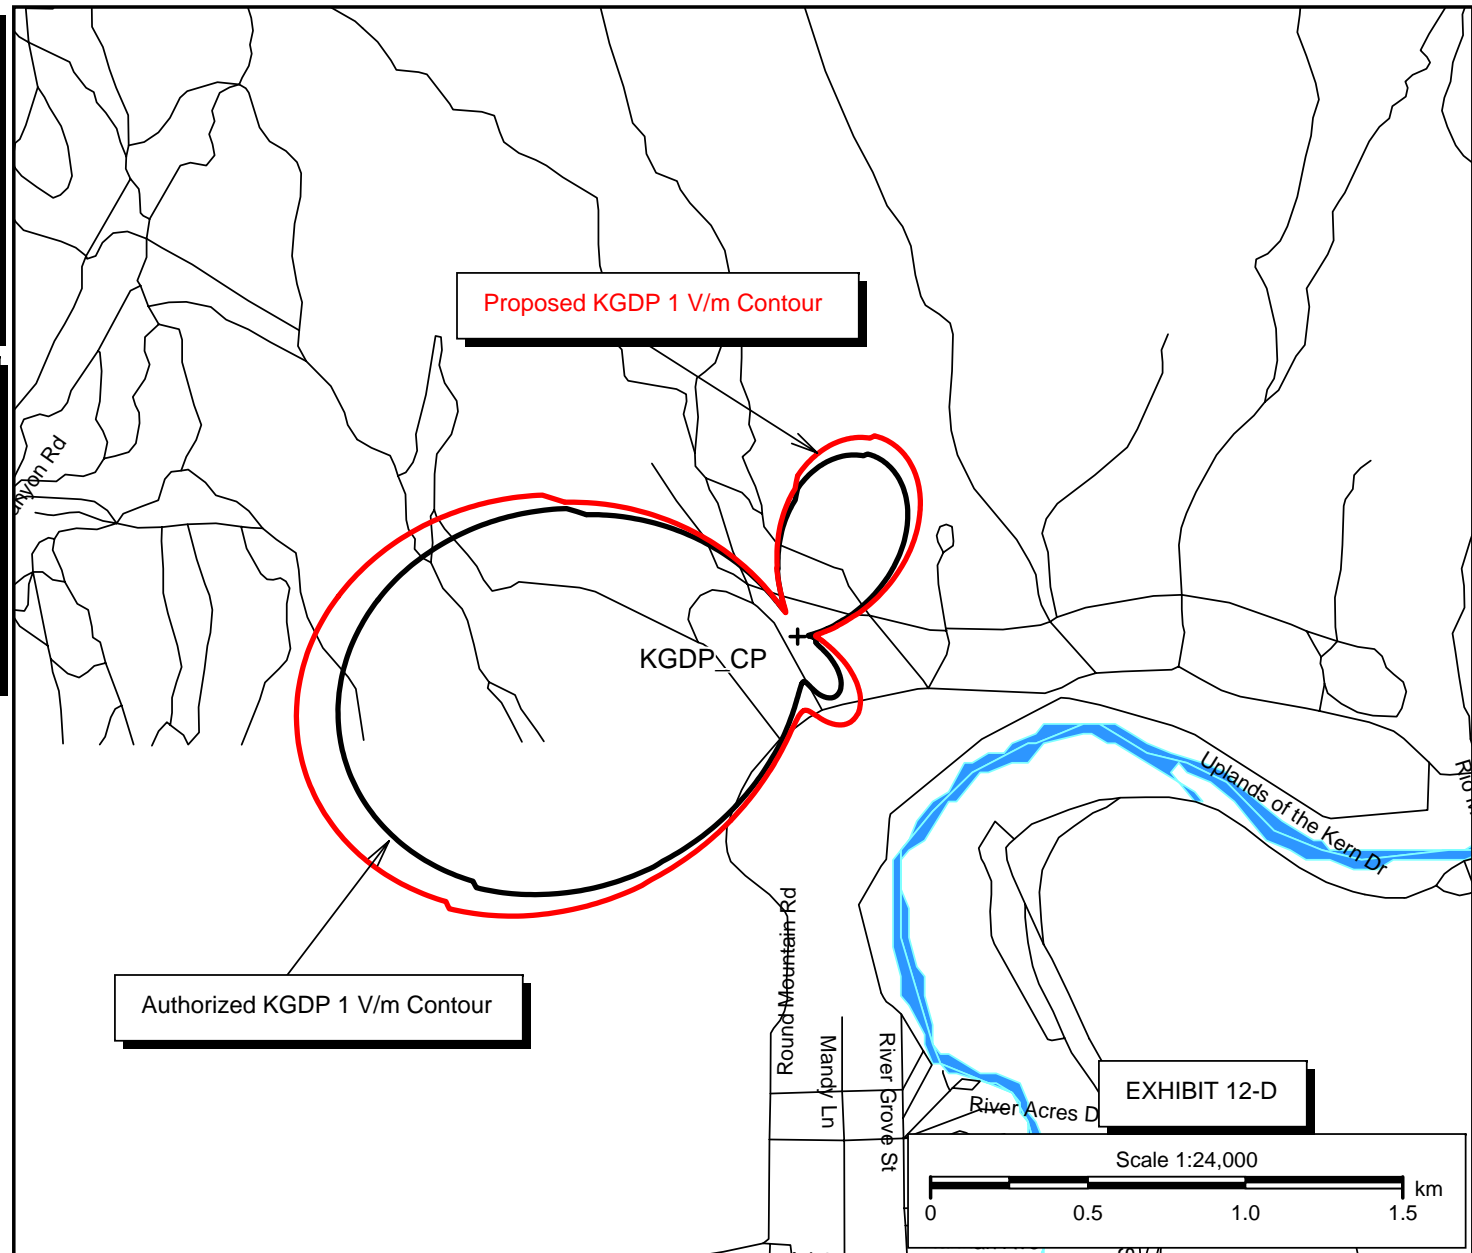 Proposed KGDP 1 V/m Contour
anyon Rd
KGDP_CP
Uplands of the Kern Dr
Authorized KGDP 1 V/m Contour
Round Mountain Rd
Mandy Ln
River Grove St
River Acres D
EXHIBIT 12-D
Scale 1:24,000
0 0.5 1.0 1.5 km